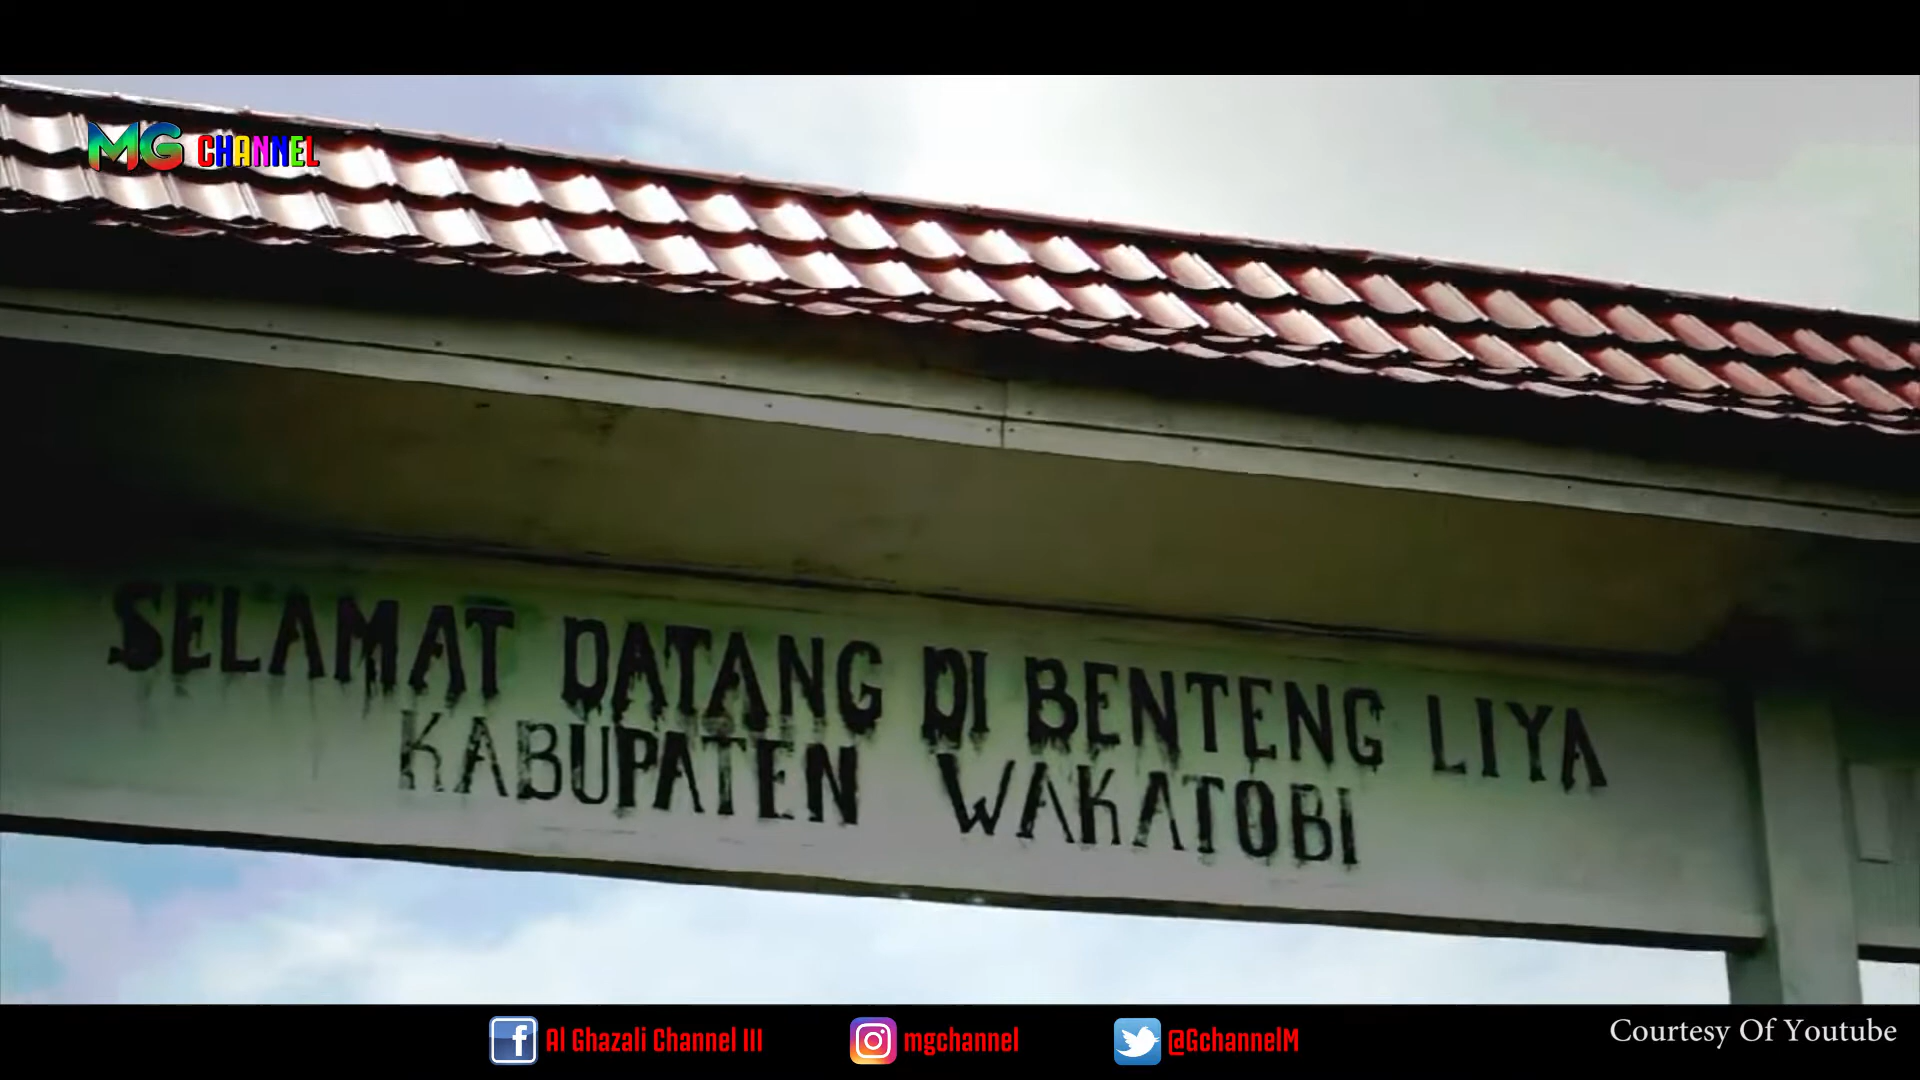 MG CHANNEL
SELAMAT DATANG DI BENTENG LIYA
KABUPATEN WAKATOBI
f Al Ghazali Channel III
mgchannel
@GchannelM
Courtesy Of Youtube